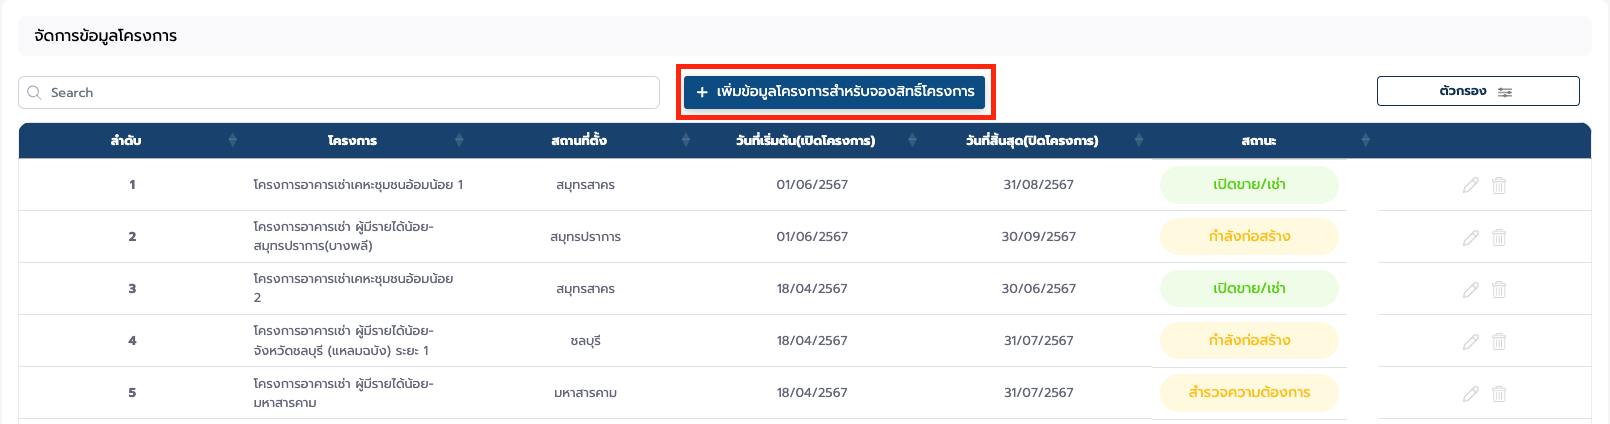 จัดการข้อมูลโครงการ
Search
+ เพิ่มข้อมูลโครงการสำหรับจองสิทธิ์โครงการ
ตัวกรอง
ลำดับ โครงการ สถานที่ตั้ง วันที่เริ่มต้น(เปิดโครงการ) วันที่สิ้นสุด(ปิดโครงการ) สถานะ
1 โครงการอาคารเช่าเคหะชุมชนอ้อมน้อย 1 สมุทรสาคร 01/06/2567 31/08/2567 เปิดขาย/เช่า
2 โครงการอาคารเช่า ผู้มีรายได้น้อย- สมุทรปราการ 01/06/2567 30/09/2567 กำลังก่อสร้าง
สมุทรปราการ(บางพลี)
3 โครงการอาคารเช่าเคหะชุมชนอ้อมน้อย สมุทรสาคร 18/04/2567 30/06/2567 เปิดขาย/เช่า
2
4 โครงการอาคารเช่า ผู้มีรายได้น้อย- ชลบุรี 18/04/2567 31/07/2567 กำลังก่อสร้าง
จังหวัดชลบุรี (แหลมฉบัง) ระยะ 1
5 โครงการอาคารเช่า ผู้มีรายได้น้อย- มหาสารคาม 18/04/2567 31/07/2567 สำรวจความต้องการ
มหาสารคาม